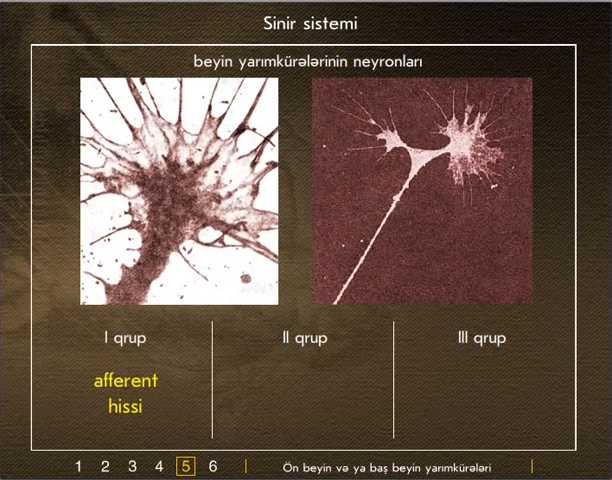 Sinir sistemi
beyin yarımkürələrinin neyronları
I qrup
II qrup
III qrup
afferent
hissi
1 2 3 4 5 6
Ön beyin və ya baş beyin yarımkürələri